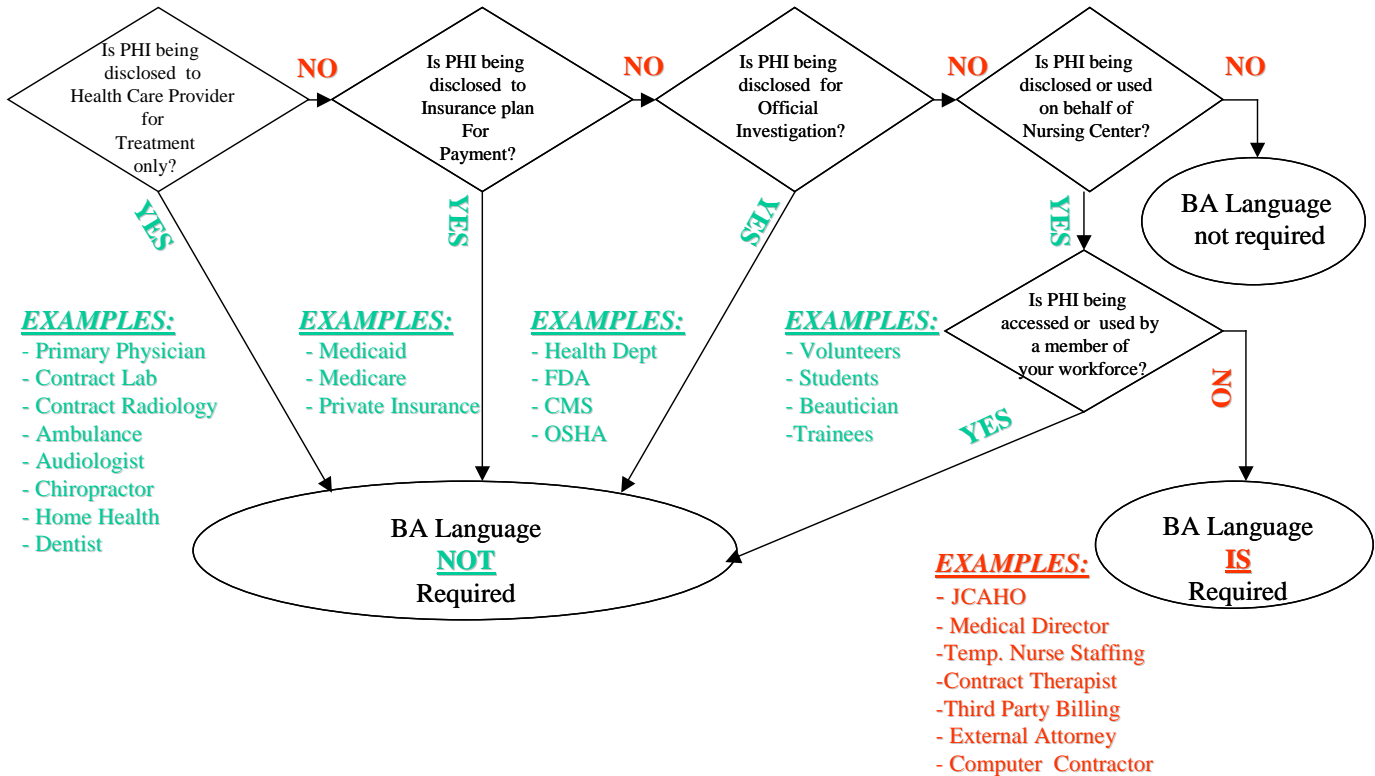 Is PHI being
disclosed to
Health Care Provider
for
Treatment
only?
NO
Is PHI being
disclosed to
Insurance plan
For
Payment?
NO
Is PHI being
disclosed for
Official
Investigation?
NO
Is PHI being
disclosed or used
on behalf of
Nursing Center?
NO
BA Language
not required
YES
YES
YES
YES
Is PHI being
accessed or used by
a member of
your workforce?
NO
YES
EXAMPLES:
- Primary Physician
- Contract Lab
- Contract Radiology
- Ambulance
- Audiologist
- Chiropractor
- Home Health
- Dentist
EXAMPLES:
- Medicaid
- Medicare
- Private Insurance
EXAMPLES:
- Health Dept
- FDA
- CMS
- OSHA
EXAMPLES:
- Volunteers
- Students
- Beautician
-Trainees
BA Language
NOT
Required
BA Language
IS
Required
EXAMPLES:
- JCAHO
- Medical Director
-Temp. Nurse Staffing
-Contract Therapist
-Third Party Billing
- External Attorney
- Computer Contractor